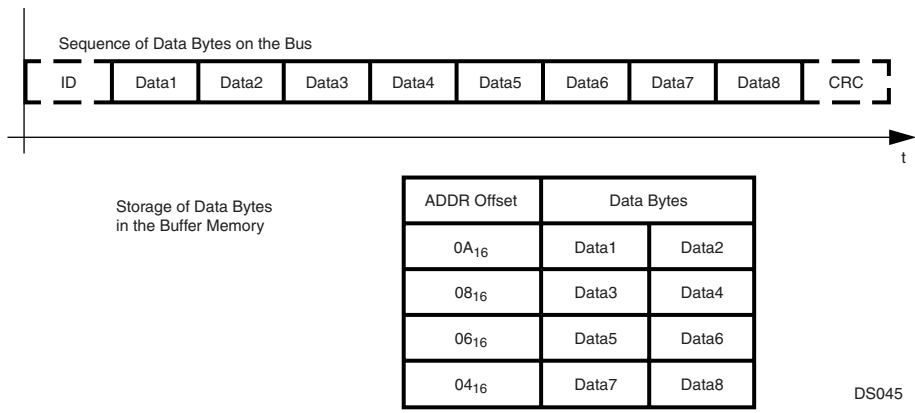 Sequence of Data Bytes on the Bus
ID Data1 Data2 Data3 Data4 Data5 Data6 Data7 Data8 CRC
t
Storage of Data Bytes
in the Buffer Memory
ADDR Offset Data Bytes
0A16 Data1 Data2
0816 Data3 Data4
0616 Data5 Data6
0416 Data7 Data8
DS045